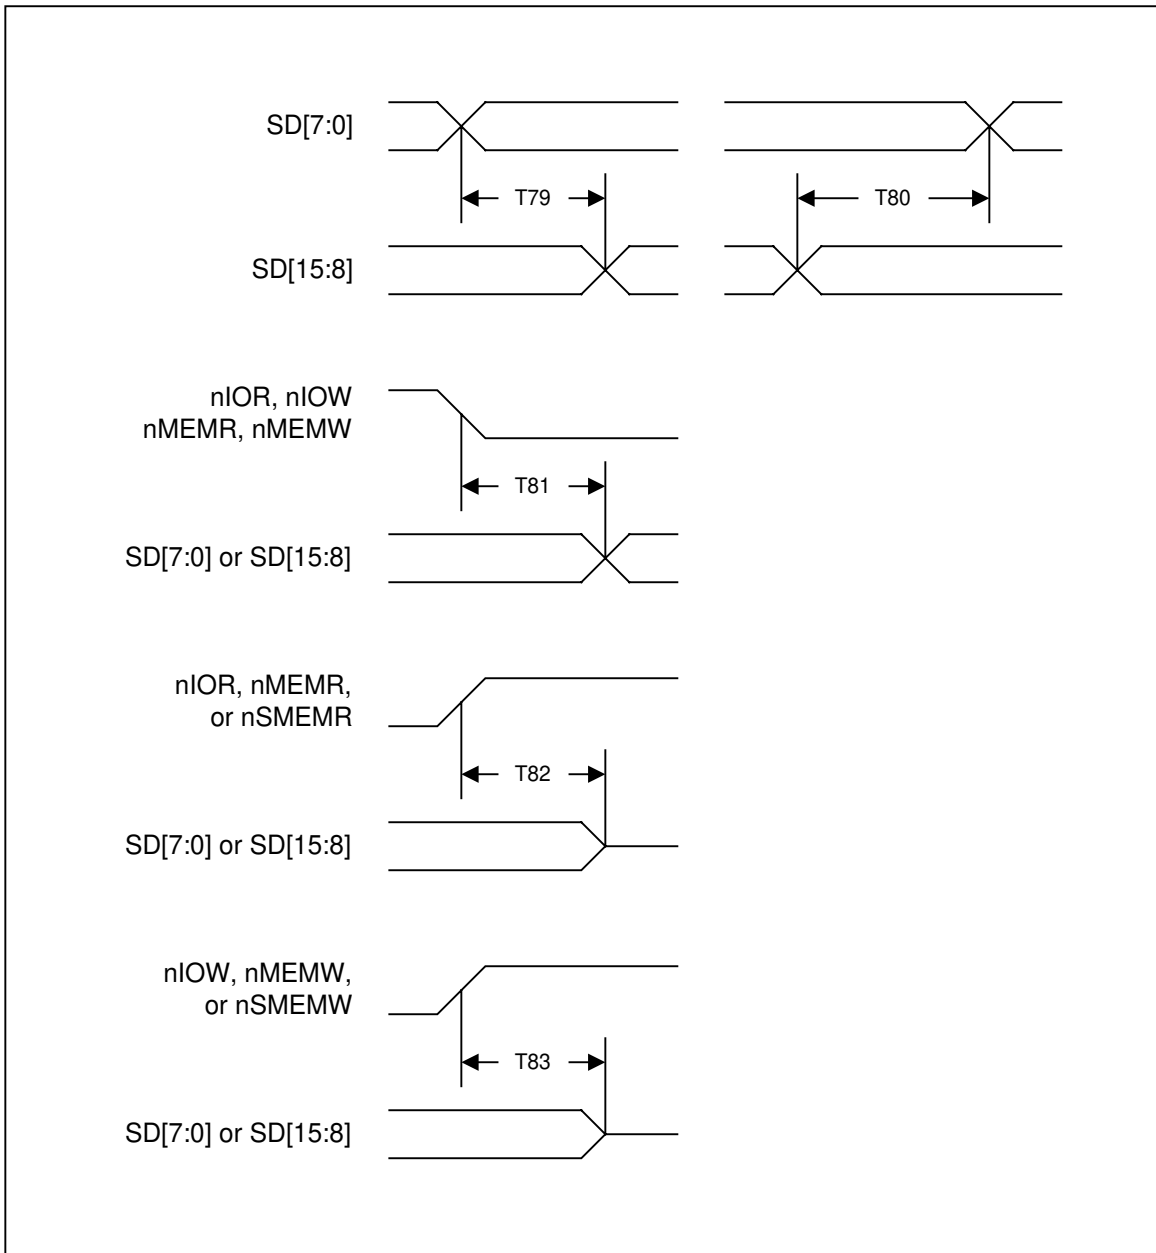 SD[7:0]
T79
T80
SD[15:8]
nIOR, nIOW
nMEMR, nMEMW
T81
SD[7:0] or SD[15:8]
nIOR, nMEMR,
or nSMEMR
T82
SD[7:0] or SD[15:8]
nIOW, nMEMW,
or nSMEMW
T83
SD[7:0] or SD[15:8]